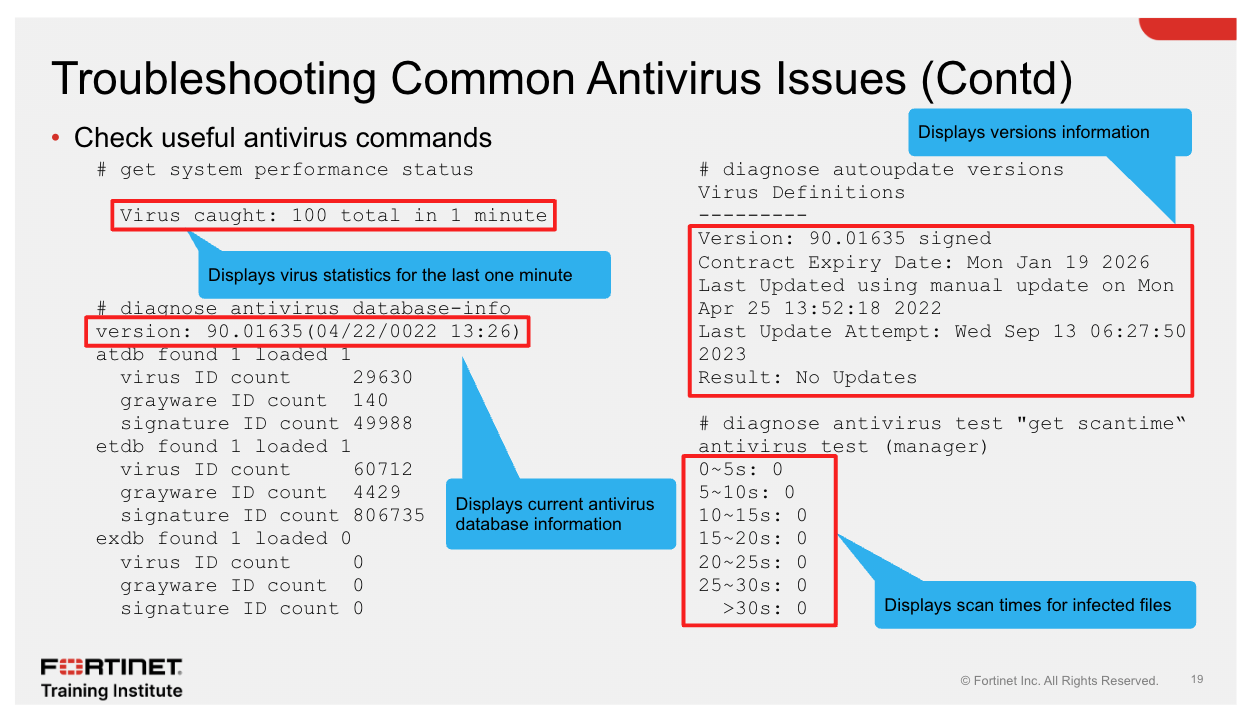 Troubleshooting Common Antivirus Issues (Contd)
• Check useful antivirus commands
# get system performance status
Virus caught: 100 total in 1 minute
Displays virus statistics for the last one minute
# diagnose antivirus database-info
version: 90.01635(04/22/0022 13:26)
atdb found 1 loaded 1
virus ID count 29630
grayware ID count 140
signature ID count 49988
etdb found 1 loaded 1
virus ID count 60712
grayware ID count 4429
signature ID count 806735
exdb found 1 loaded 0
virus ID count 0
grayware ID count 0
signature ID count 0
Displays current antivirus
database information
Displays versions information
# diagnose autoupdate versions
Virus Definitions
---------
Version: 90.01635 signed
Contract Expiry Date: Mon Jan 19 2026
Last Updated using manual update on Mon
Apr 25 13:52:18 2022
Last Update Attempt: Wed Sep 13 06:27:50
2023
Result: No Updates
# diagnose antivirus test "get scantime“
antivirus test (manager)
0~5s: 0
5~10s: 0
10~15s: 0
15~20s: 0
20~25s: 0
25~30s: 0
>30s: 0
Displays scan times for infected files
FORTINET
Training Institute
© Fortinet Inc. All Rights Reserved.
19